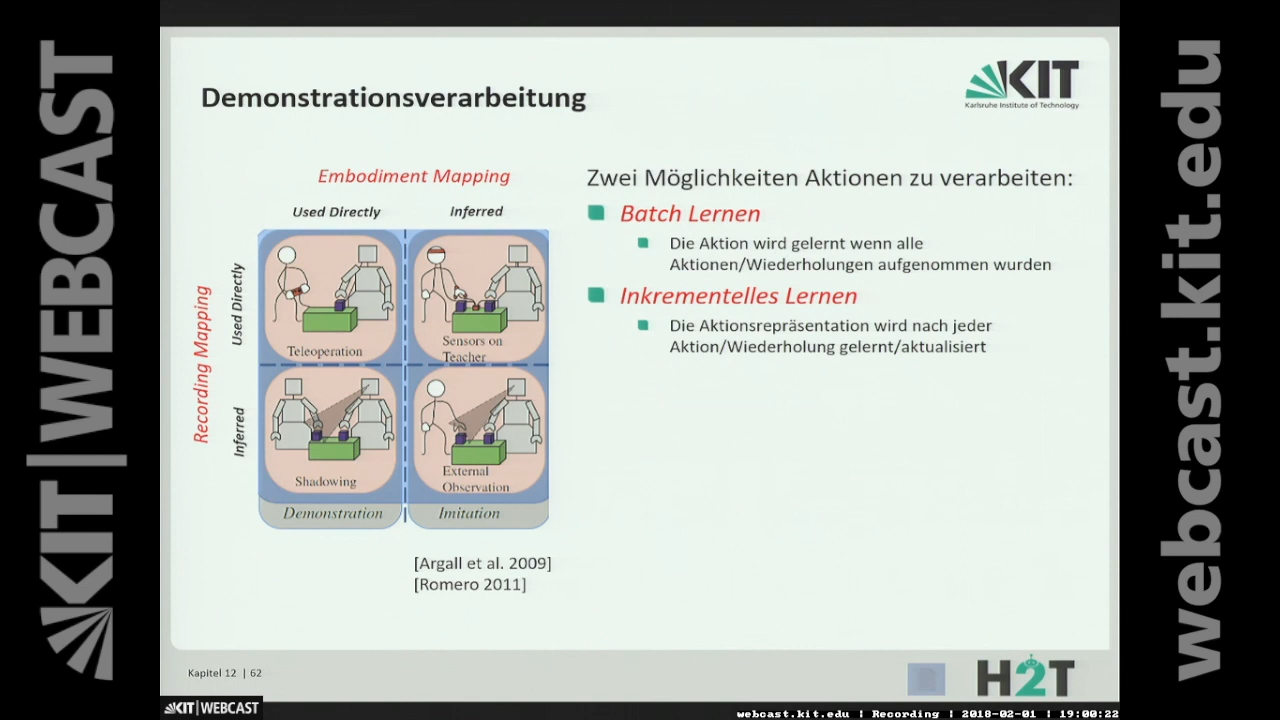 KIT|WEBCAST
webcast.kit.edu
Demonstrationsverarbeitung
KIT
Karlsruhe Institute of Technology
Embodiment Mapping
Used Directly
Inferred
Recording Mapping
Used Directly
Inferred
Teleoperation
Sensors on
Teacher
Shadowing
External
Observation
Demonstration
Imitation
[Argall et al. 2009]
[Romero 2011]
Zwei Möglichkeiten Aktionen zu verarbeiten:
Batch Lernen
Die Aktion wird gelernt wenn alle
Aktionen/Wiederholungen aufgenommen wurden
Inkrementelles Lernen
Die Aktionsrepräsentation wird nach jeder
Aktion/Wiederholung gelernt/aktualisiert
Kapitel 12 | 62
H2T
KIT|WEBCAST
webcast.kit.edu | Recording | 2018-02-01 | 19:00:22